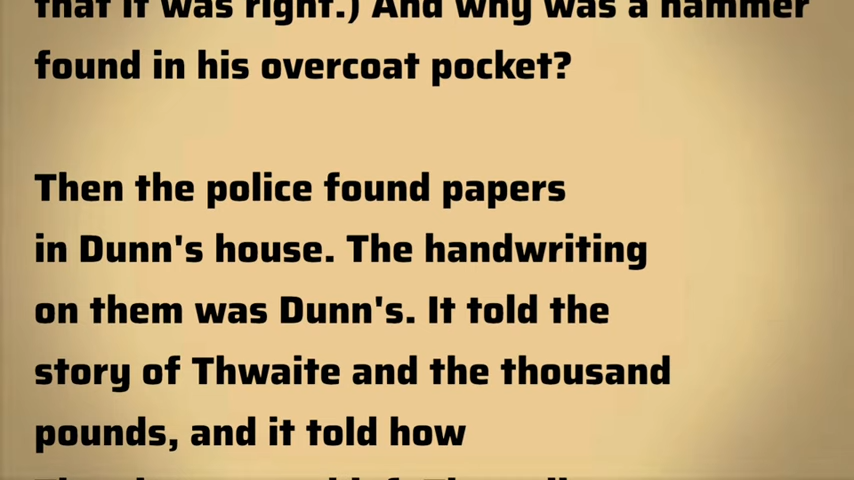 that it was right.) And why was a hammer
found in his overcoat pocket?
Then the police found papers
in Dunn's house. The handwriting
on them was Dunn's. It told the
story of Thwaite and the thousand
pounds, and it told how